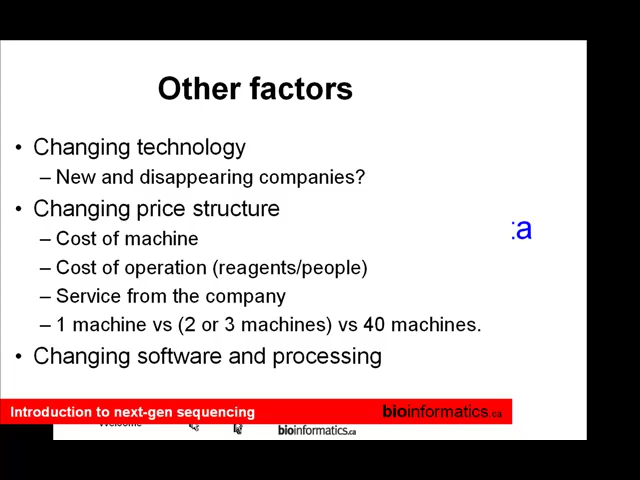 Other factors
• Changing technology
– New and disappearing companies?
• Changing price structure
– Cost of machine
– Cost of operation (reagents/people)
– Service from the company
– 1 machine vs (2 or 3 machines) vs 40 machines.
• Changing software and processing
ta
Introduction to next-gen sequencing
bioinformatics.ca
Welcome
bioinformatics.ca